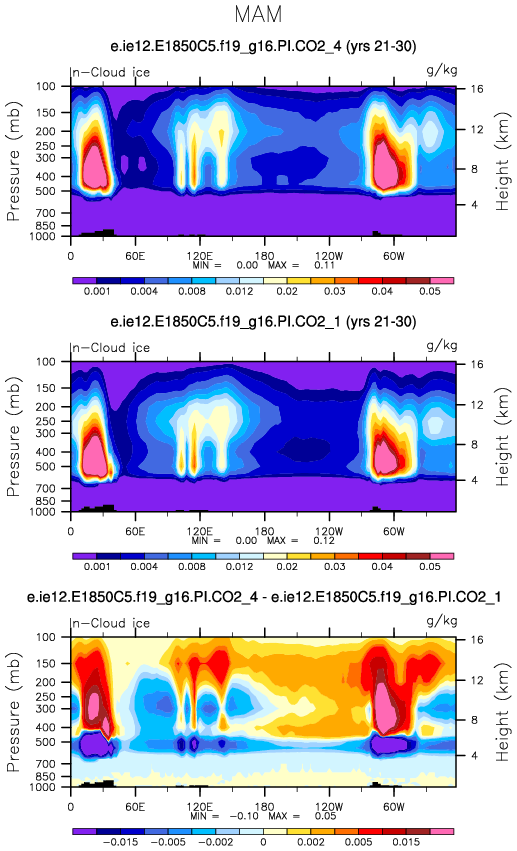 MAM
e.ie12.E1850C5.f19_g16.PI.CO2_4 (yrs 21-30)
In-Cloud ice g/kg
Pressure (mb)
100
150
200
250
300
400
500
700
850
1000
16
12
8
4
Height (km)
0 60E 120E 180 120W 60W
MIN = 0.00 MAX = 0.11
0.001 0.004 0.008 0.012 0.02 0.03 0.04 0.05
e.ie12.E1850C5.f19_g16.PI.CO2_1 (yrs 21-30)
In-Cloud ice g/kg
Pressure (mb)
100
150
200
250
300
400
500
700
850
1000
16
12
8
4
Height (km)
0 60E 120E 180 120W 60W
MIN = 0.00 MAX = 0.12
0.001 0.004 0.008 0.012 0.02 0.03 0.04 0.05
e.ie12.E1850C5.f19_g16.PI.CO2_4 - e.ie12.E1850C5.f19_g16.PI.CO2_1
In-Cloud ice g/kg
Pressure (mb)
100
150
200
250
300
400
500
700
850
1000
16
12
8
4
Height (km)
0 60E 120E 180 120W 60W
MIN = -0.10 MAX = 0.05
-0.015 -0.005 -0.002 0 0.002 0.005 0.015